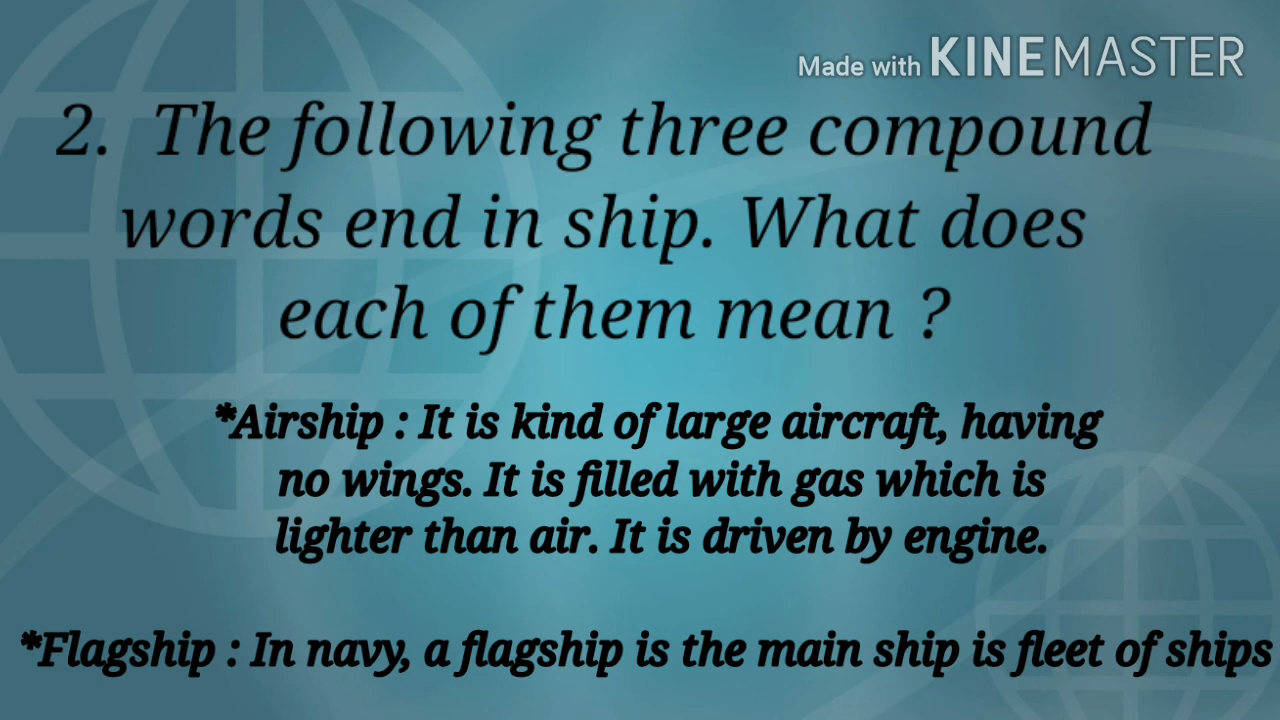 Made with KINEMASTER
2. The following three compound
words end in ship. What does
each of them mean ?
*Airship : It is kind of large aircraft, having
no wings. It is filled with gas which is
lighter than air. It is driven by engine.
*Flagship : In navy, a flagship is the main ship is fleet of ships